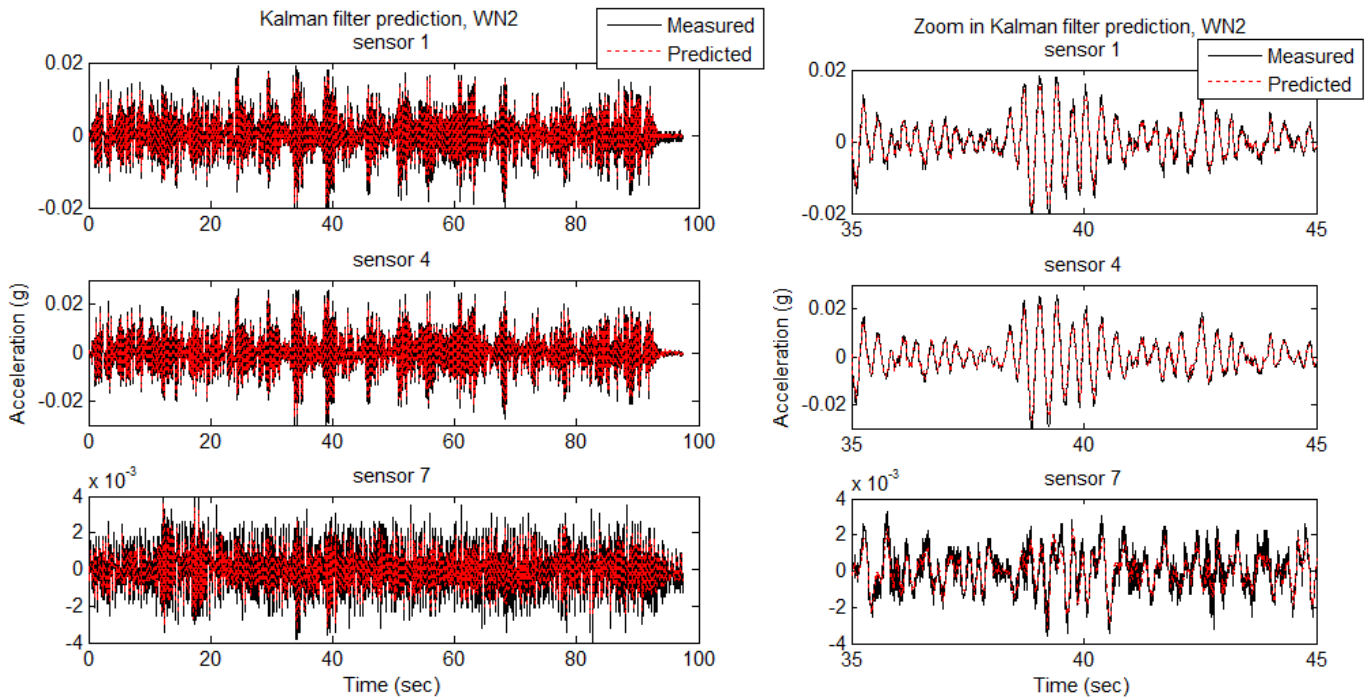 Kalman filter prediction, WN2
sensor 1
Measured
Predicted
0.02
0
-0.02
0 20 40 60 80 100
sensor 4
0.02
0
-0.02
0 20 40 60 80 100
Acceleration (g)
x 10-3
sensor 7
4
2
0
-2
-4
0 20 40 60 80 100
Time (sec)
Zoom in Kalman filter prediction, WN2
sensor 1
Measured
Predicted
0.02
0
-0.02
35 40 45
sensor 4
0.02
0
-0.02
35 40 45
Acceleration (g)
x 10-3
sensor 7
4
2
0
-2
-4
35 40 45
Time (sec)